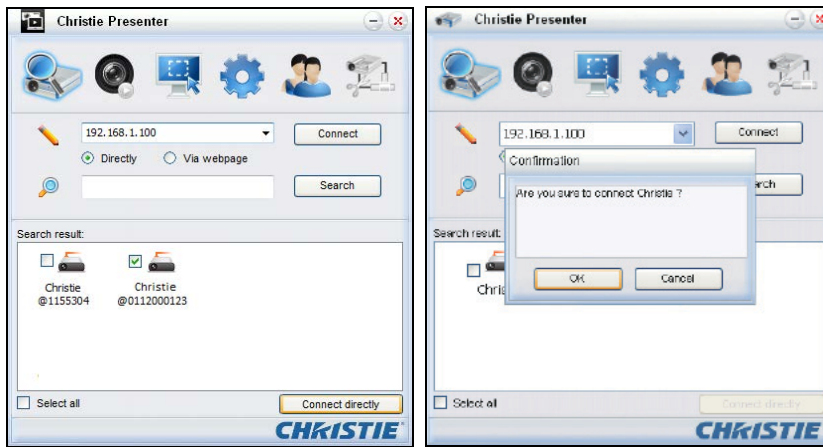 Christie Presenter
192.168.1.100
Connect
Directly
Via webpage
Search
Search result:
Christie
@1155304
Christie
@0112000123
Select all
Connect directly
CHRISTIE
Christie Presenter
192.168.1.100
Connect
Confirmation
Are you sure to connect Christie ?
OK
Cancel
arch
Search result:
Chris
Select all
Connect directly
CHRISTIE